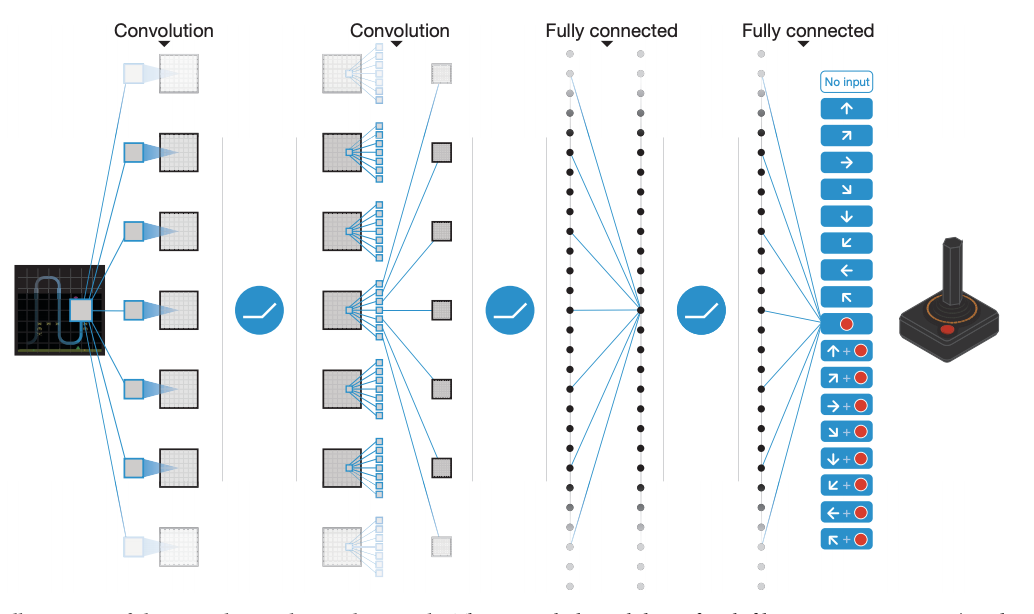 Convolution
Convolution
Fully connected
Fully connected
No input